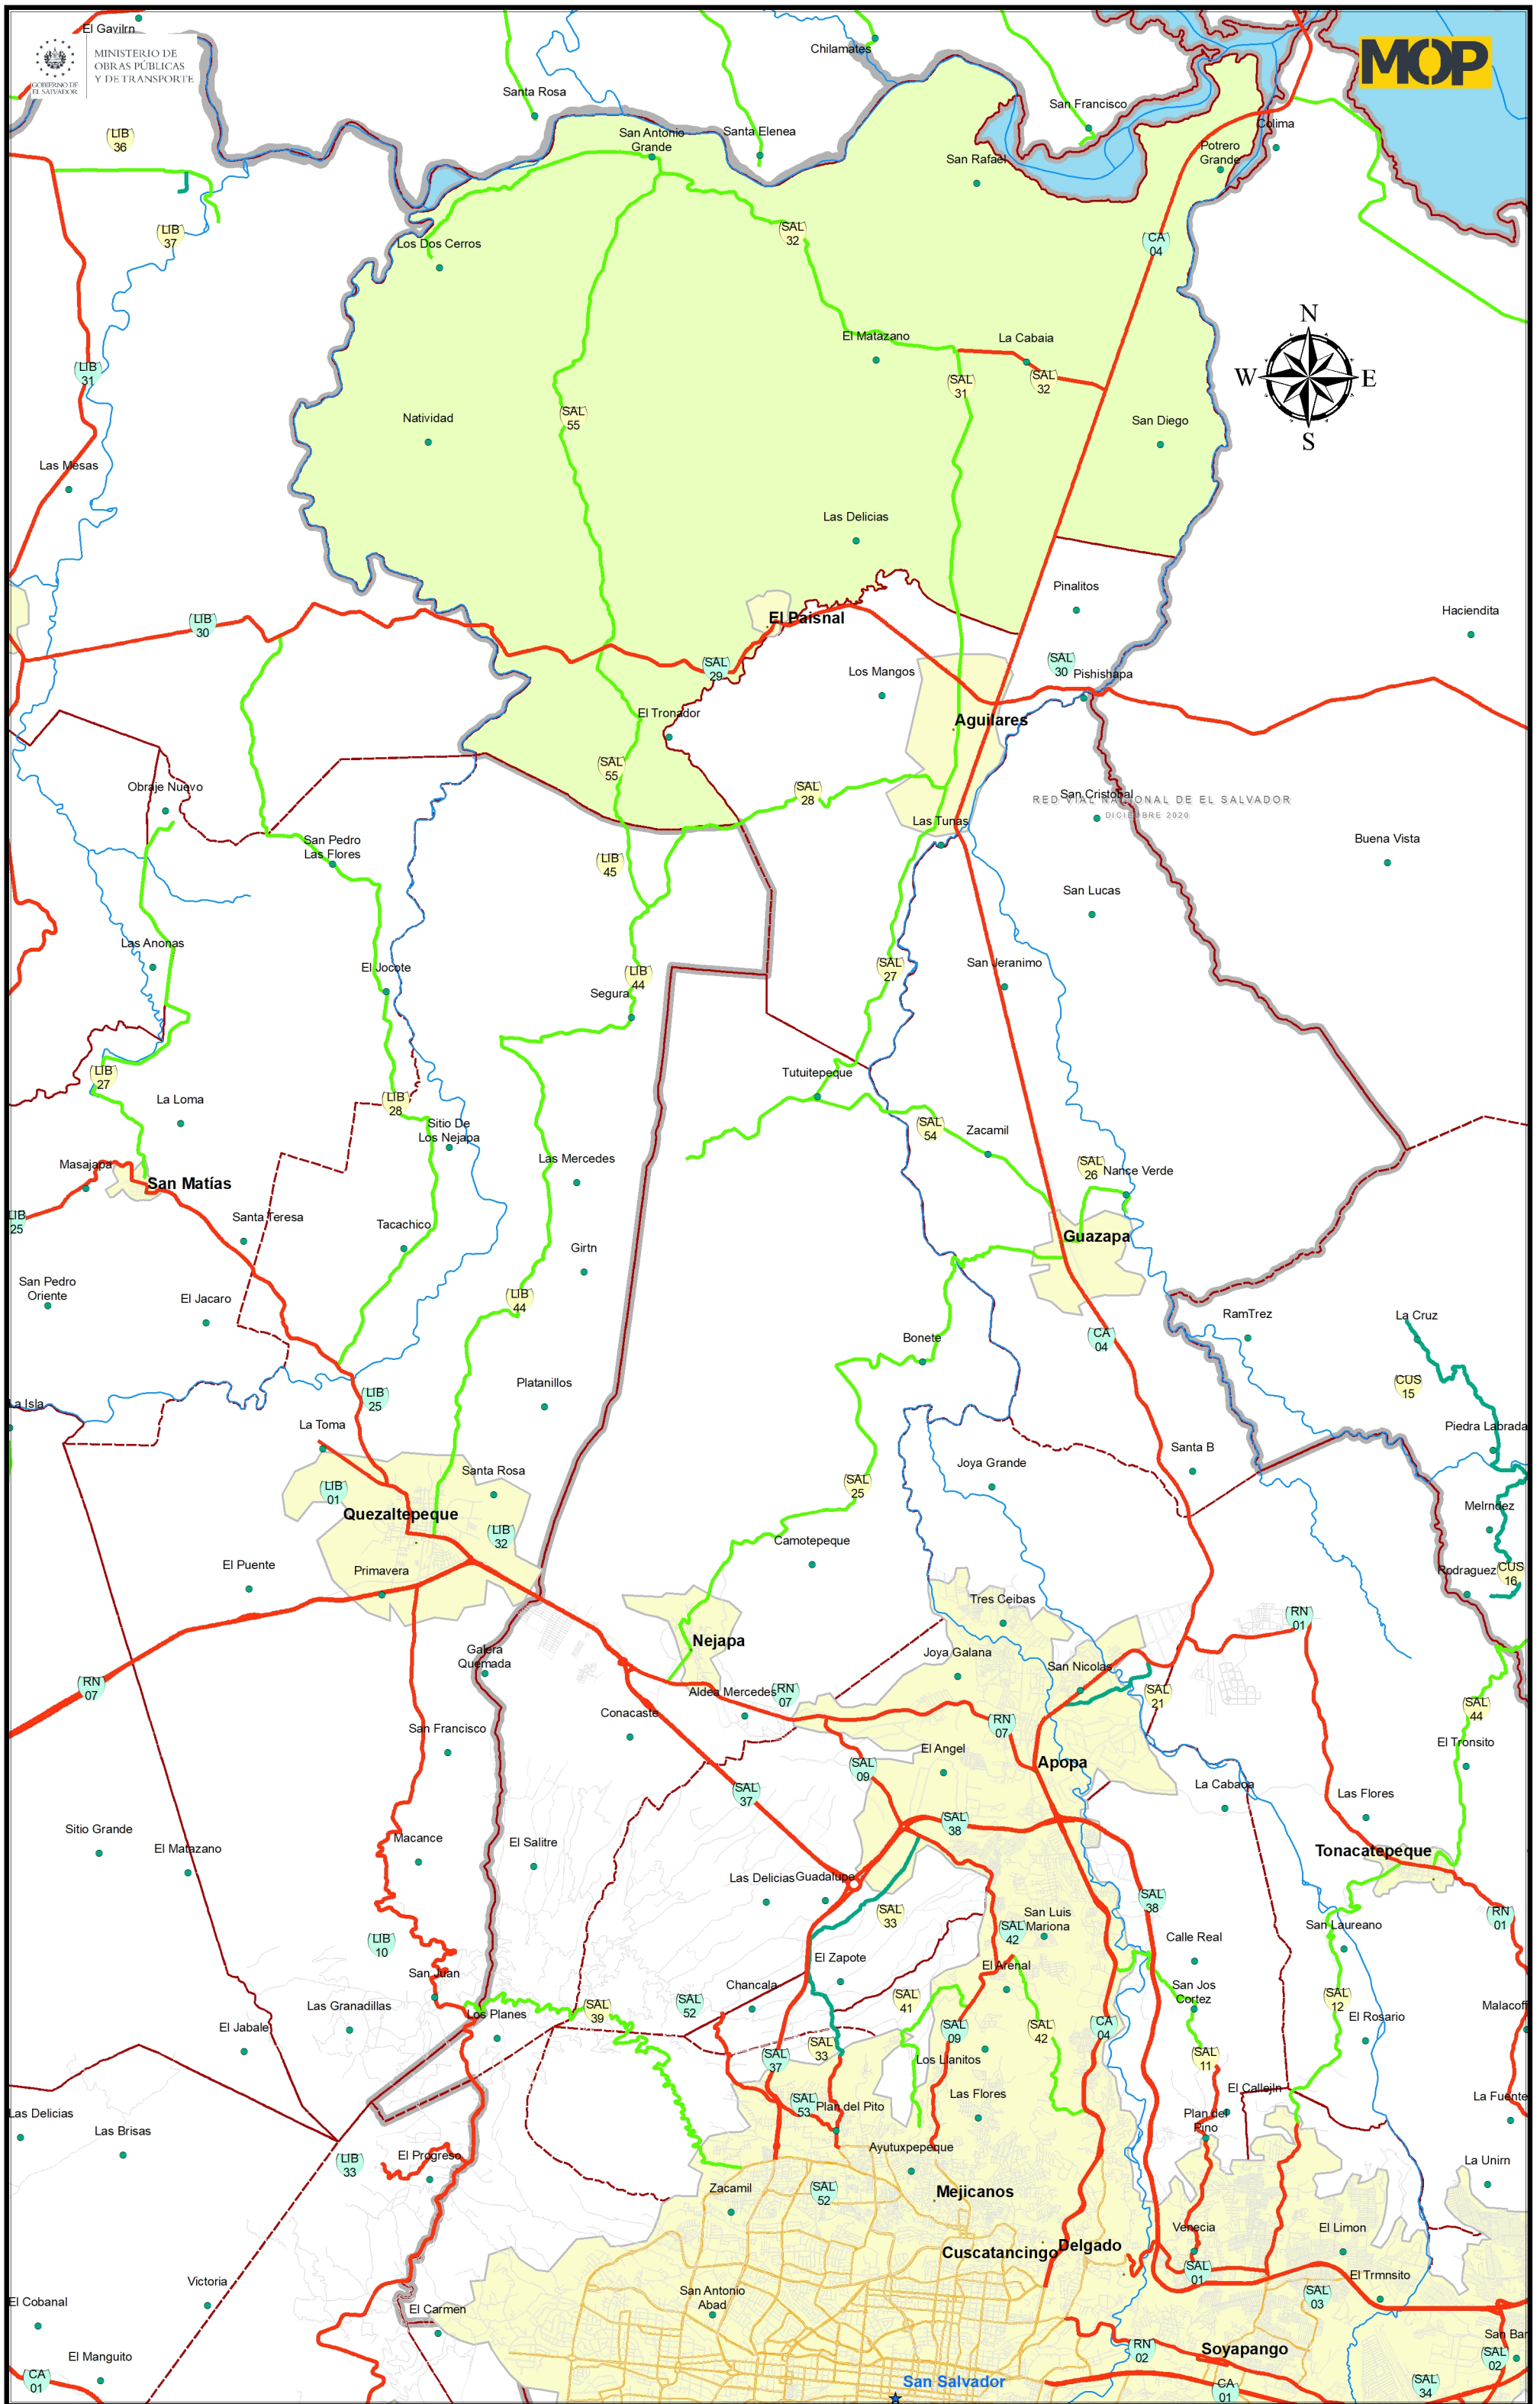 El Gavilrn
GOBIERNO DE
EL SALVADOR
MINISTERIO DE
OBRAS PÚBLICAS
Y DE TRANSPORTE
Chilamates
MOP
Santa Rosa
San Francisco
LIB
36
San Antonio
Grande
Santa Elenea
Colima
Potrero
Grande
San Rafael
LIB
37
Los Dos Cerros
SAL
32
CA
04
N
W
E
S
El Matazano
La Cabaia
LIB
31
SAL
31
SAL
32
Natividad
SAL
55
San Diego
Las Mesas
Las Delicias
Pinalitos
Haciendita
LIB
30
El Paisnal
SAL
29
Los Mangos
SAL
30
Pishishapa
El Tronador
Aguilares
SAL
55
Obraje Nuevo
SAL
28
San Cristobal
RED VIAL NACIONAL DE EL SALVADOR
DICIEMBRE 2020
Las Tunas
San Pedro
Las Flores
LIB
45
Buena Vista
San Lucas
Las Anonas
El Jocote
LIB
44
Segura
SAL
27
San Jeranimo
LIB
27
Tutuitepeque
La Loma
LIB
28
Sitio De
Los Nejapa
SAL
54
Zacamil
Las Mercedes
Masajapa
SAL
26
Nance Verde
San Matías
LIB
25
Santa Teresa
Tacachico
Guazapa
Girtn
San Pedro
Oriente
El Jacaro
LIB
44
RamTrez
La Cruz
Bonete
CA
04
Platanillos
LIB
25
CUS
15
La Isla
La Toma
Piedra Labrada
Santa B
Santa Rosa
Joya Grande
LIB
01
SAL
25
Quezaltepeque
Melrndez
LIB
32
Camotepeque
El Puente
Primavera
Rodraguez
CUS
16
Tres Ceibas
RN
01
Nejapa
Galera
Quemada
Joya Galana
San Nicolas
RN
07
Aldea Mercedes
RN
07
SAL
21
SAL
44
Conacaste
San Francisco
RN
07
El Angel
El Tronsito
Apopa
SAL
09
SAL
37
La Cabaoa
Las Flores
SAL
38
Sitio Grande
El Matazano
Macance
El Salitre
Tonacatepeque
Las Delicias
Guadalupe
SAL
38
SAL
33
San Luis
Mariona
SAL
42
RN
01
San Laureano
LIB
10
Calle Real
El Zapote
El Arenal
San Juan
Chancala
San Jos
Cortez
SAL
41
SAL
12
Las Granadillas
Los Planes
SAL
39
SAL
52
El Rosario
Malacoff
El Jabale
SAL
09
SAL
42
CA
04
SAL
33
SAL
37
Los Llanitos
SAL
11
El Callejln
Las Flores
La Fuente
SAL
53
Plan del Pito
Plan del
Pino
Las Delicias
Las Brisas
Ayutuxpepeque
LIB
33
El Progreso
La Unirn
Zacamil
SAL
52
Mejicanos
Venecia
El Limon
Cuscatancingo
Delgado
SAL
01
El Trmnsito
Victoria
San Antonio
Abad
SAL
03
El Cobanal
El Carmen
San Bar
SAL
02
El Manguito
RN
02
Soyapango
CA
01
San Salvador
CA
01
SAL
34